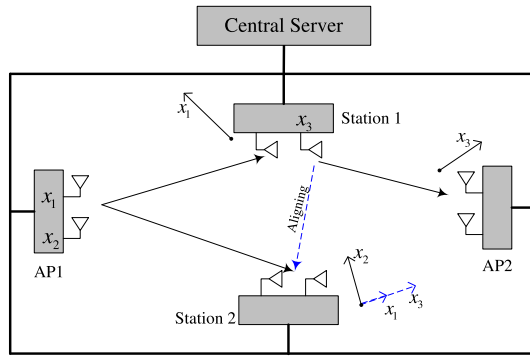 Central Server
x1
x3
Station 1
x3
x1
x2
AP1
Aligning
AP2
x2
x1
x3
Station 2